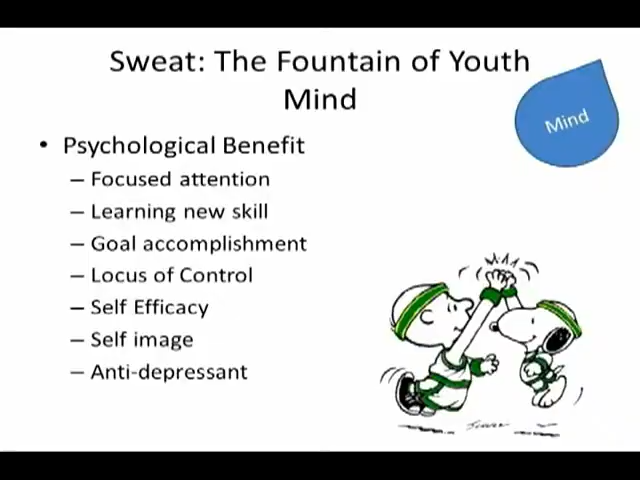 Sweat: The Fountain of Youth
Mind
Mind
• Psychological Benefit
– Focused attention
– Learning new skill
– Goal accomplishment
– Locus of Control
– Self Efficacy
– Self image
– Anti-depressant